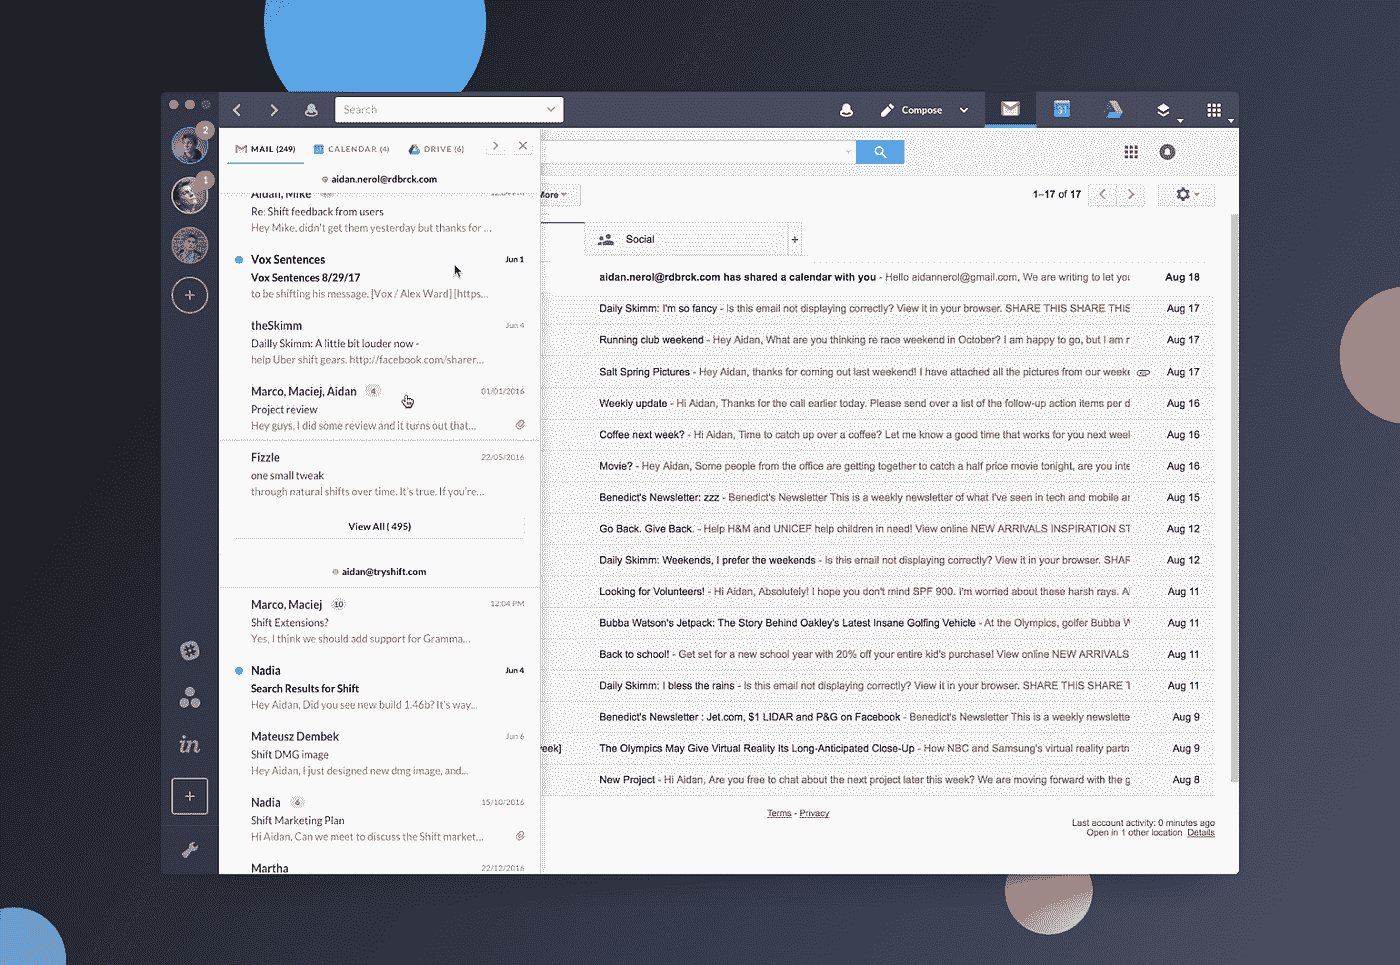 2
1
Search
Compose
31
MAIL (249)
CALENDAR (4)
DRIVE (6)
aidan.nerol@rdbrck.com
Aidan, Mike
Re: Shift feedback from users
Hey Mike, didn't get them yesterday but thanks for ...
Vox Sentences Jun 1
Vox Sentences 8/29/17
to be shifting his message. [Vox / Alex Ward] [https...
theSkimm Jun 4
Dailly Skimm: A little bit louder now -
help Uber shift gears. http://facebook.com/sharer...
Marco, Maciej, Aidan 4 01/01/2016
Project review
Hey guys, I did some review and it turns out that...
Fizzle 22/05/2016
one small tweak
through natural shifts over time. It's true. If you're...
View All ( 495)
aidan@tryshift.com
Marco, Maciej 10 12:04 PM
Shift Extensions?
Yes, I think we should add support for Gramma...
Nadia Jun 4
Search Results for Shift
Hey Aidan, Did you see new build 1.46b? It's way...
Mateusz Dembek Jun 6
Shift DMG image
Hey Aidan, I just designed new dmg image, and...
Nadia 6 15/10/2016
Shift Marketing Plan
Hi Aidan, Can we meet to discuss the Shift market...
Martha 22/12/2016
in
More
1–17 of 17
Social
aidan.nerol@rdbrck.com has shared a calendar with you - Hello aidannerol@gmail.com, We are writing to let you Aug 18
Daily Skimm: I'm so fancy - Is this email not displaying correctly? View it in your browser. SHARE THIS SHARE THIS Aug 17
Running club weekend - Hey Aidan, What are you thinking re race weekend in October? I am happy to go, but I am r Aug 17
Salt Spring Pictures - Hey Aidan, thanks for coming out last weekend! I have attached all the pictures from our weeke Aug 17
Weekly update - Hi Aidan, Thanks for the call earlier today. Please send over a list of the follow-up action items per d Aug 16
Coffee next week? - Hi Aidan, Time to catch up over a coffee? Let me know a good time that works for you next weel Aug 16
Movie? - Hey Aidan, Some people from the office are getting together to catch a half price movie tonight, are you inte Aug 16
Benedict's Newsletter: zzz - Benedict's Newsletter This is a weekly newsletter of what I've seen in tech and mobile ar Aug 15
Go Back. Give Back. - Help H&M and UNICEF help children in need! View online NEW ARRIVALS INSPIRATION ST Aug 12
Daily Skimm: Weekends, I prefer the weekends - Is this email not displaying correctly? View it in your browser. SHAR Aug 12
Looking for Volunteers! - Hi Aidan, Absolutely! I hope you don't mind SPF 900. I'm worried about these harsh rays. A Aug 11
Bubba Watson's Jetpack: The Story Behind Oakley's Latest Insane Golfing Vehicle - At the Olympics, golfer Bubba W Aug 11
Back to school! - Get set for a new school year with 20% off your entire kid's purchase! View online NEW ARRIVALS Aug 11
Daily Skimm: I bless the rains - Is this email not displaying correctly? View it in your browser. SHARE THIS SHARE T Aug 11
Benedict's Newsletter : Jet.com, $1 LIDAR and P&G on Facebook - Benedict's Newsletter This is a weekly newslette Aug 9
week] The Olympics May Give Virtual Reality Its Long-Anticipated Close-Up - How NBC and Samsung's virtual reality partn Aug 9
New Project - Hi Aidan, Are you free to chat about the next project later this week? We are moving forward with the g Aug 8
Terms - Privacy
Last account activity: 0 minutes ago
Open in 1 other location Details